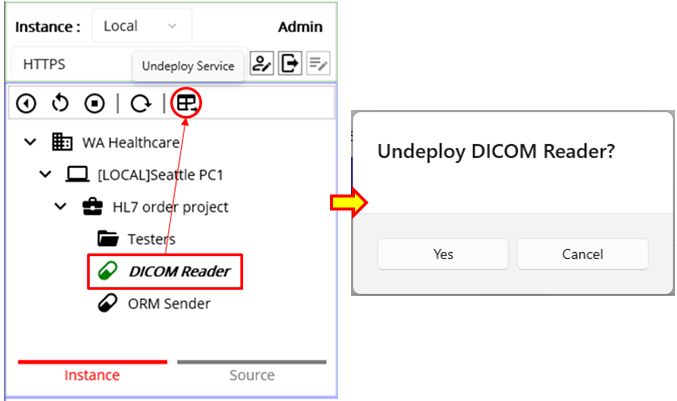 Instance : Local Admin
HTTPS Undeploy Service
WA Healthcare
[LOCAL]Seattle PC1
HL7 order project
Testers
DICOM Reader
ORM Sender
Instance Source
Undeploy DICOM Reader?
Yes Cancel